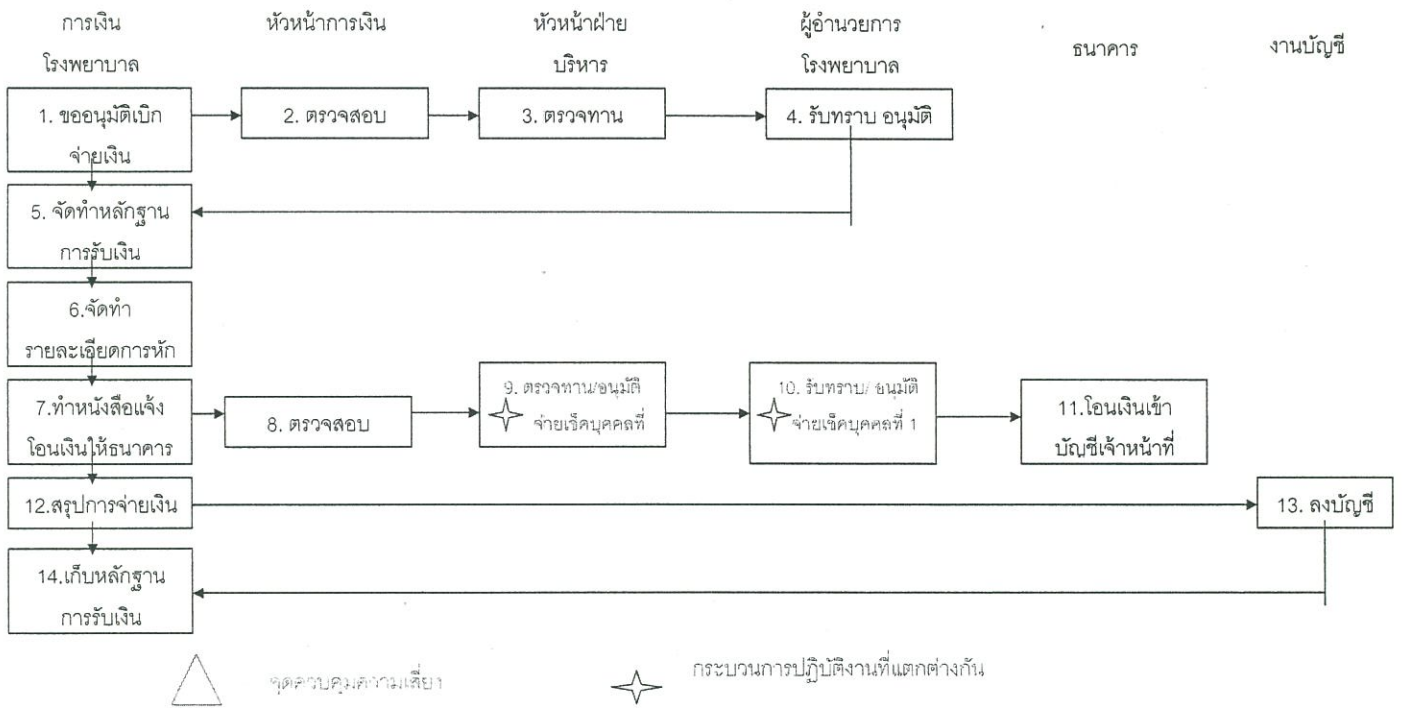 การเงิน
โรงพยาบาล
หัวหน้าการเงิน
หัวหน้าฝ่าย
บริหาร
ผู้อำนวยการ
โรงพยาบาล
ธนาคาร
งานบัญชี
1. ขออนุมัติเบิก
จ่ายเงิน
2. ตรวจสอบ
3. ตรวจทาน
4. รับทราบ อนุมัติ
5. จัดทำหลักฐาน
การรับเงิน
6.จัดทำ
รายละเอียดการหัก
7.ทำหนังสือแจ้ง
โอนเงินให้ธนาคาร
8. ตรวจสอบ
9. ตรวจทาน/อนุมัติ
จ่ายเช็คบุคคลที่
10. รับทราบ/ อนุมัติ
จ่ายเช็คบุคคลที่ 1
11.โอนเงินเข้า
บัญชีเจ้าหน้าที่
12.สรุปการจ่ายเงิน
13. ลงบัญชี
14.เก็บหลักฐาน
การรับเงิน
จุดควบคุมความเสี่ยง
กระบวนการปฏิบัติงานที่แตกต่างกัน